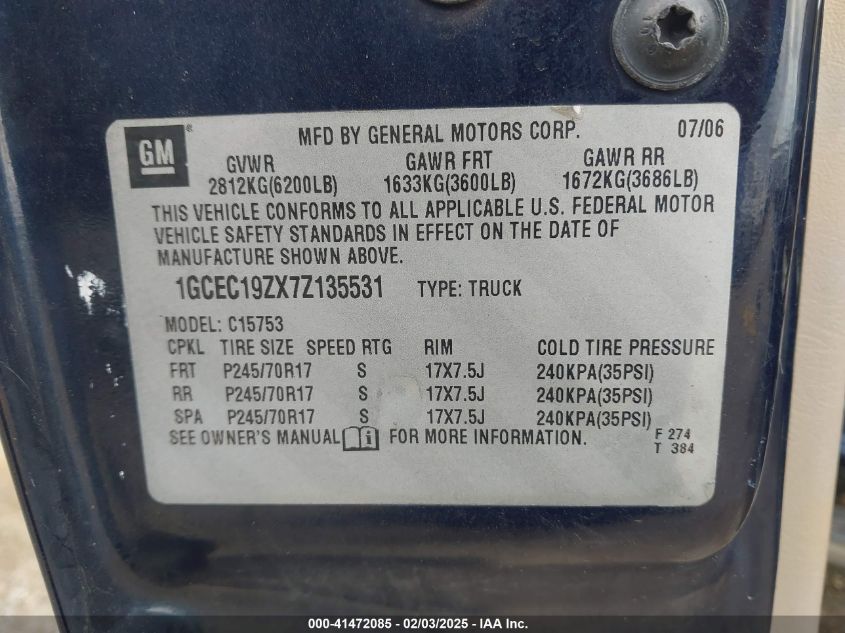 GM ®
MFD BY GENERAL MOTORS CORP. 07/06
GVWR GAWR FRT GAWR RR
2812KG(6200LB) 1633KG(3600LB) 1672KG(3686LB)
THIS VEHICLE CONFORMS TO ALL APPLICABLE U.S. FEDERAL MOTOR
VEHICLE SAFETY STANDARDS IN EFFECT ON THE DATE OF
MANUFACTURE SHOWN ABOVE.
1GCEC19ZX7Z135531 TYPE: TRUCK
MODEL: C15753
CPKL TIRE SIZE SPEED RTG RIM COLD TIRE PRESSURE
FRT P245/70R17 S 17X7.5J 240KPA(35PSI)
RR P245/70R17 S 17X7.5J 240KPA(35PSI)
SPA P245/70R17 S 17X7.5J 240KPA(35PSI)
SEE OWNER'S MANUAL i FOR MORE INFORMATION. F 274
T 384
000-41472085 - 02/03/2025 - IAA Inc.